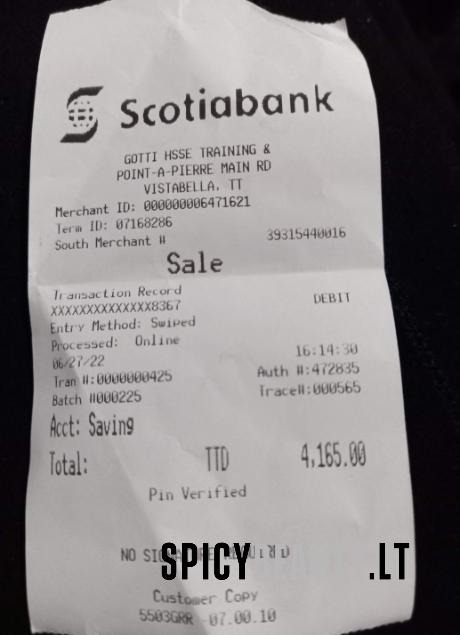 Scotiabank
GOTTI HSSE TRAINING &
POINT-A-PIERRE MAIN RD
VISTABELLA, TT
Merchant ID: 000000006471621
Term ID: 07168286
South Merchant # 39315440016
Sale
Transaction Record
XXXXXXXXXXXXXX8367 DEBIT
Entry Method: Swiped
Processed: Online
06/27/22 16:14:30
Tran #:0000000425 Auth #:472835
Batch #000225 Trace#:000565
Acct: Saving
Total: TTD 4,165.00
Pin Verified
NO
SPICY .LT
Customer Copy
5503GRR -07.00.10